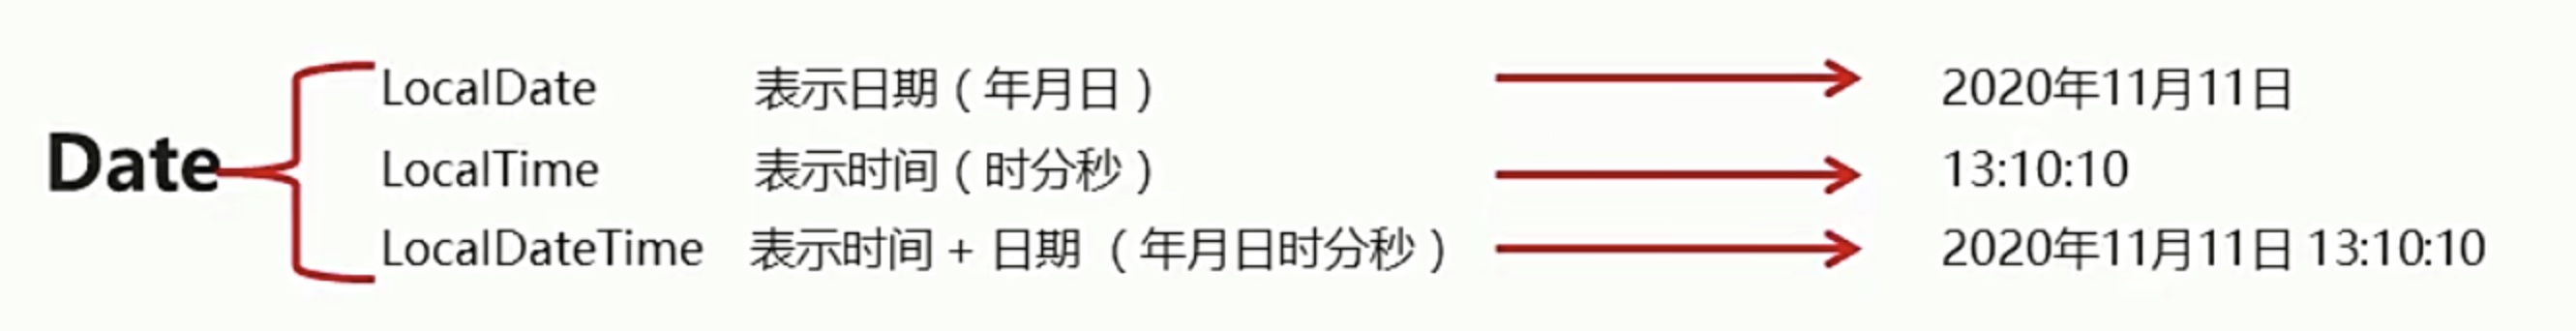 Date
LocalDate 表示日期（年月日） 2020年11月11日
LocalTime 表示时间（时分秒） 13:10:10
LocalDateTime 表示时间 + 日期 （年月日时分秒） 2020年11月11日 13:10:10